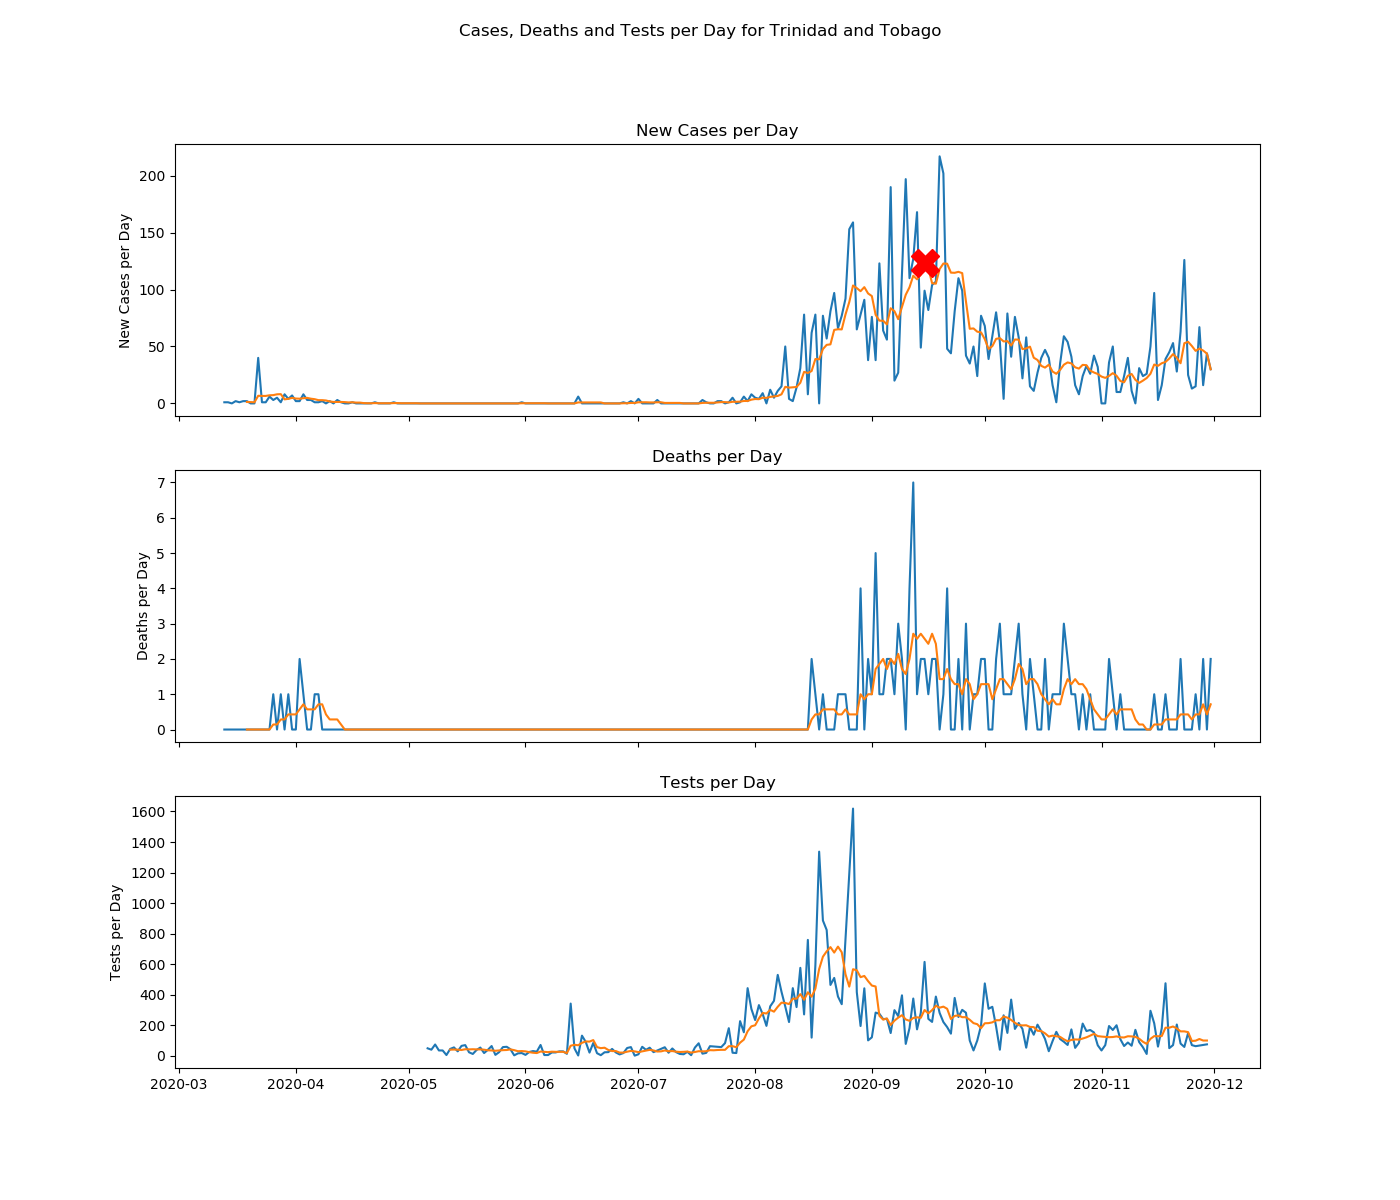 Cases, Deaths and Tests per Day for Trinidad and Tobago
New Cases per Day
New Cases per Day
200
150
100
50
0
Deaths per Day
Deaths per Day
7
6
5
4
3
2
1
0
Tests per Day
Tests per Day
1600
1400
1200
1000
800
600
400
200
0
2020-03 2020-04 2020-05 2020-06 2020-07 2020-08 2020-09 2020-10 2020-11 2020-12